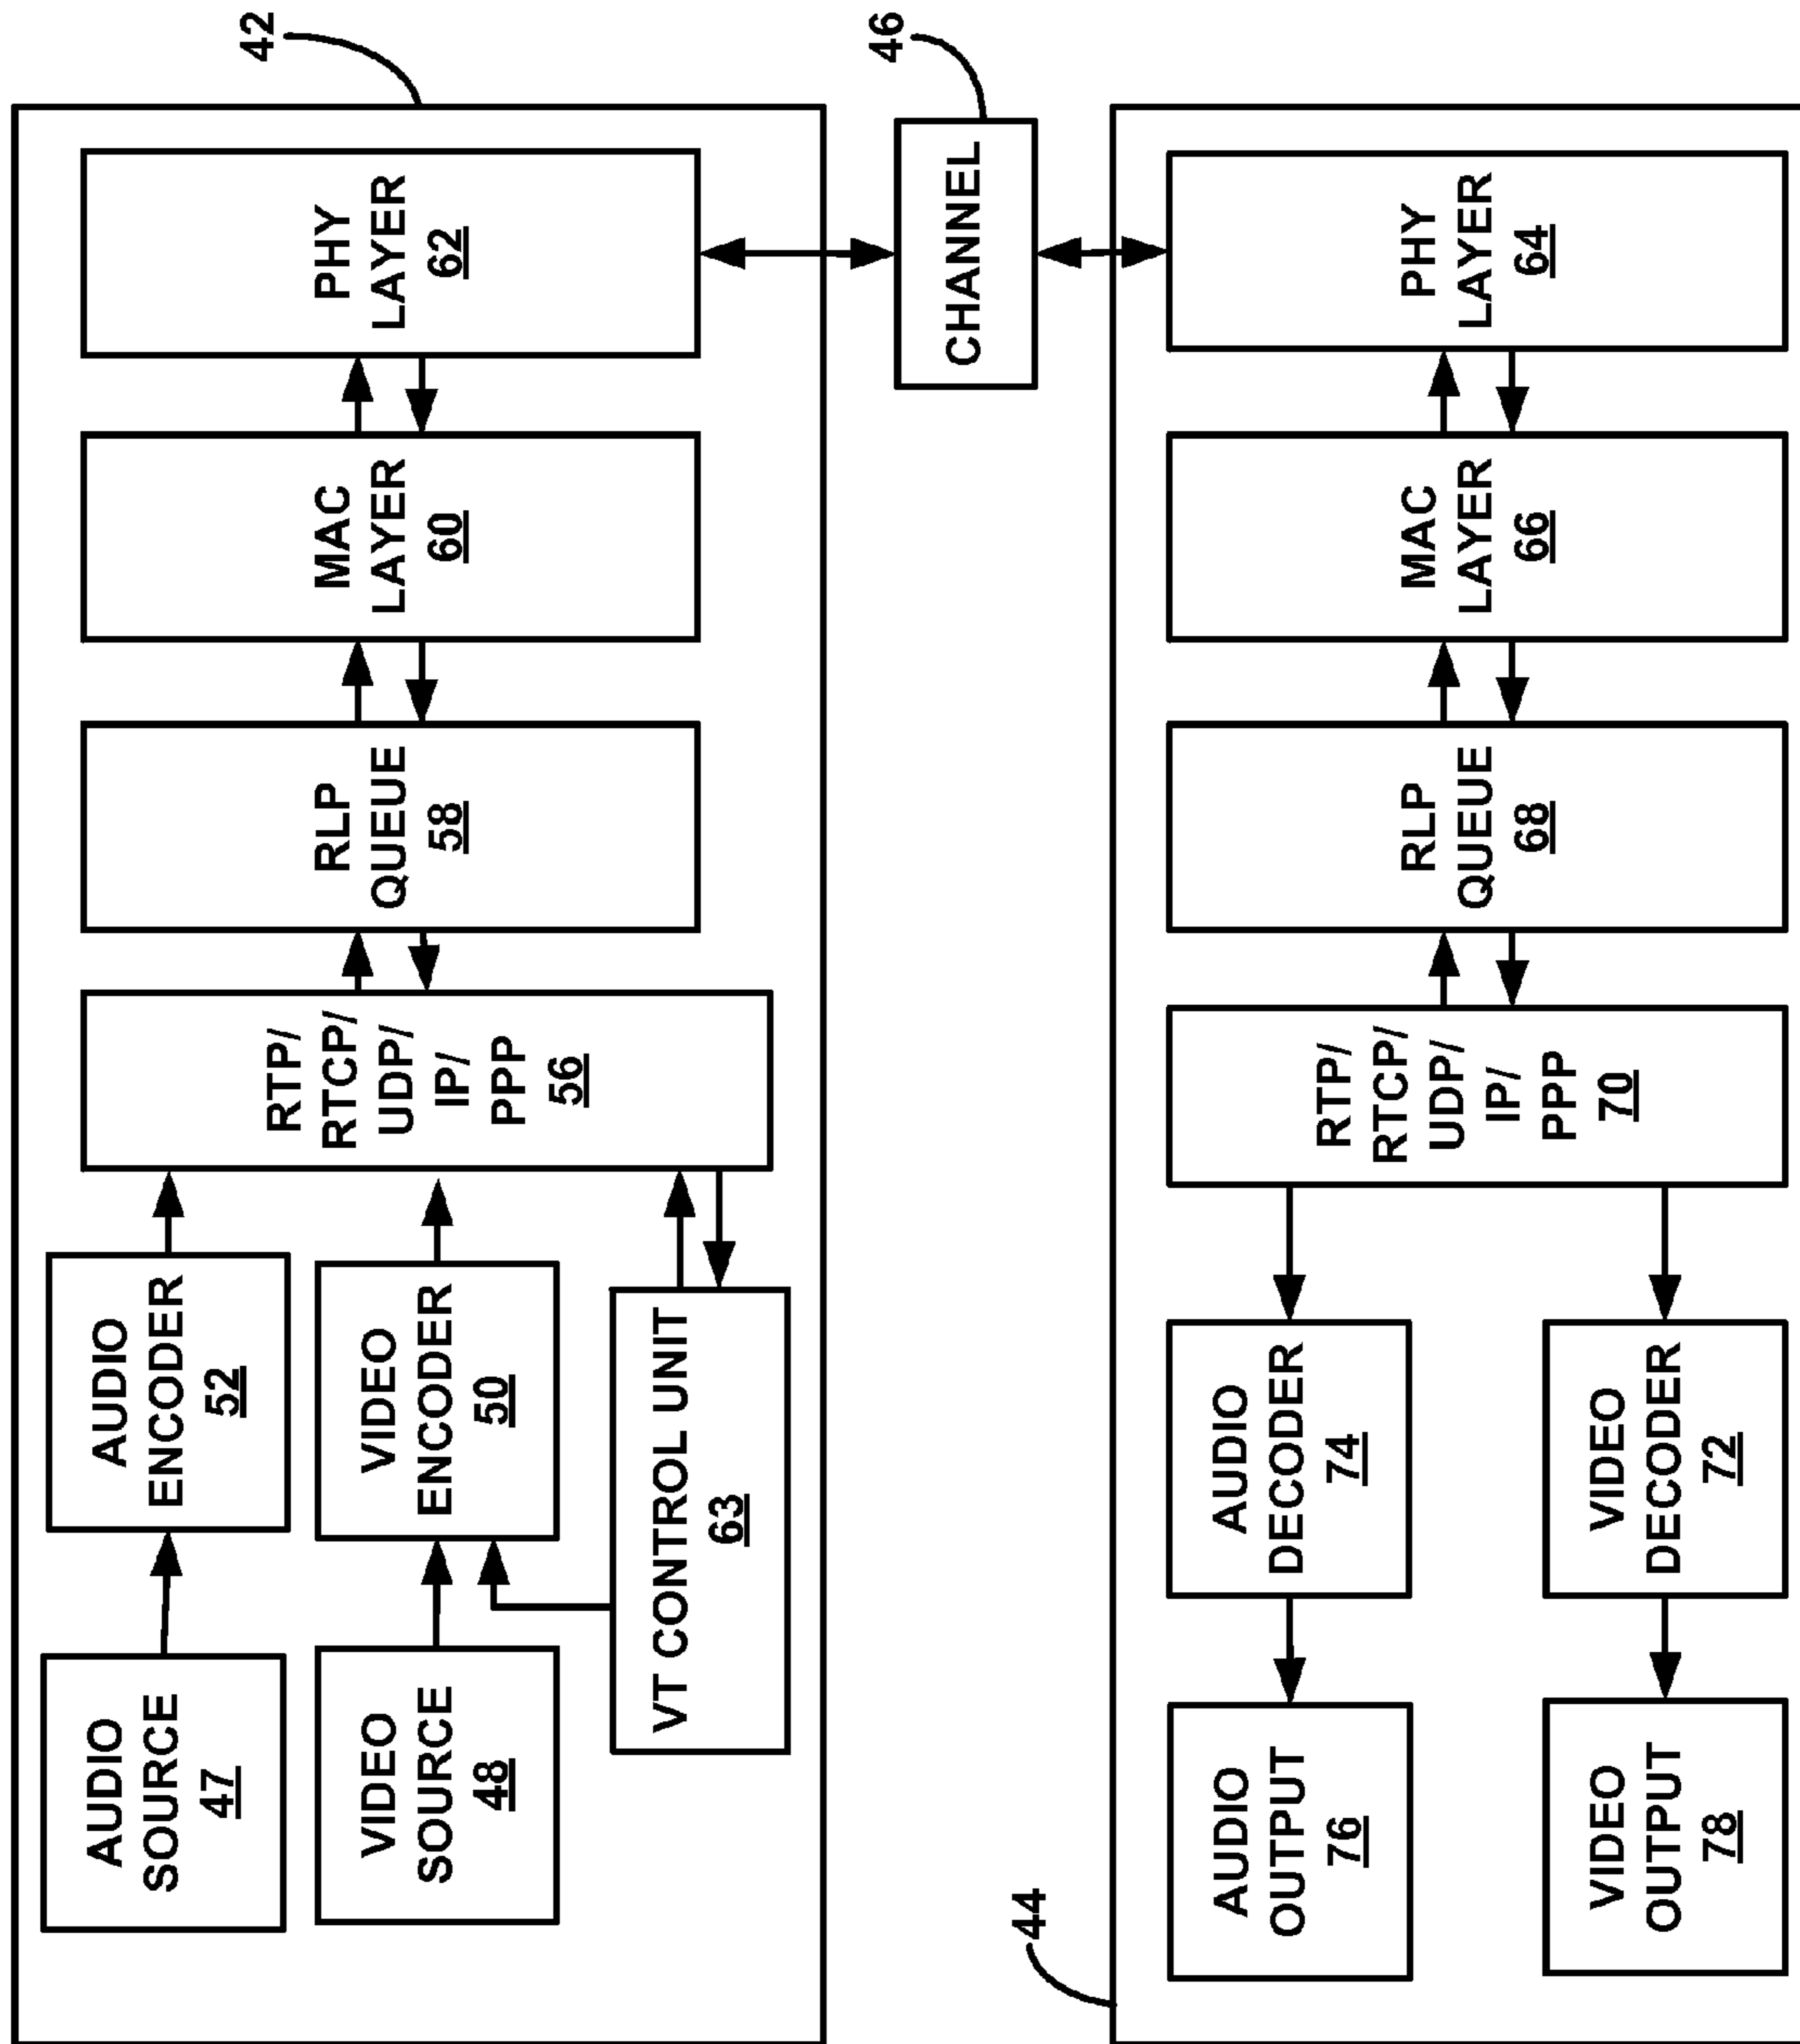 42
AUDIO
SOURCE
47
AUDIO
ENCODER
52
VIDEO
SOURCE
48
VIDEO
ENCODER
50
VT CONTROL UNIT
63
RTP/
RTCP/
UDP/
IP/
PPP
56
RLP
QUEUE
58
MAC
LAYER
60
PHY
LAYER
62
46
CHANNEL
44
AUDIO
OUTPUT
76
AUDIO
DECODER
74
VIDEO
OUTPUT
78
VIDEO
DECODER
72
RTP/
RTCP/
UDP/
IP/
PPP
70
RLP
QUEUE
68
MAC
LAYER
66
PHY
LAYER
64